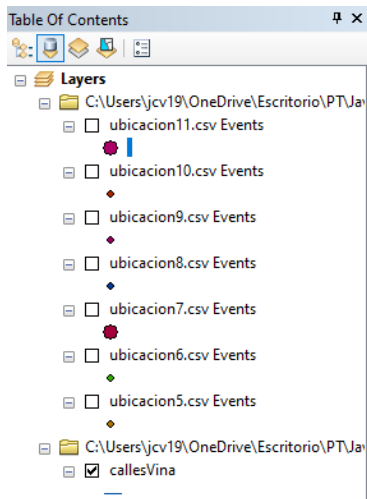 Table Of Contents
Layers
C:\Users\jcv19\OneDrive\Escritorio\PT\Jav
ubicacion11.csv Events
ubicacion10.csv Events
ubicacion9.csv Events
ubicacion8.csv Events
ubicacion7.csv Events
ubicacion6.csv Events
ubicacion5.csv Events
C:\Users\jcv19\OneDrive\Escritorio\PT\Jav
callesVina